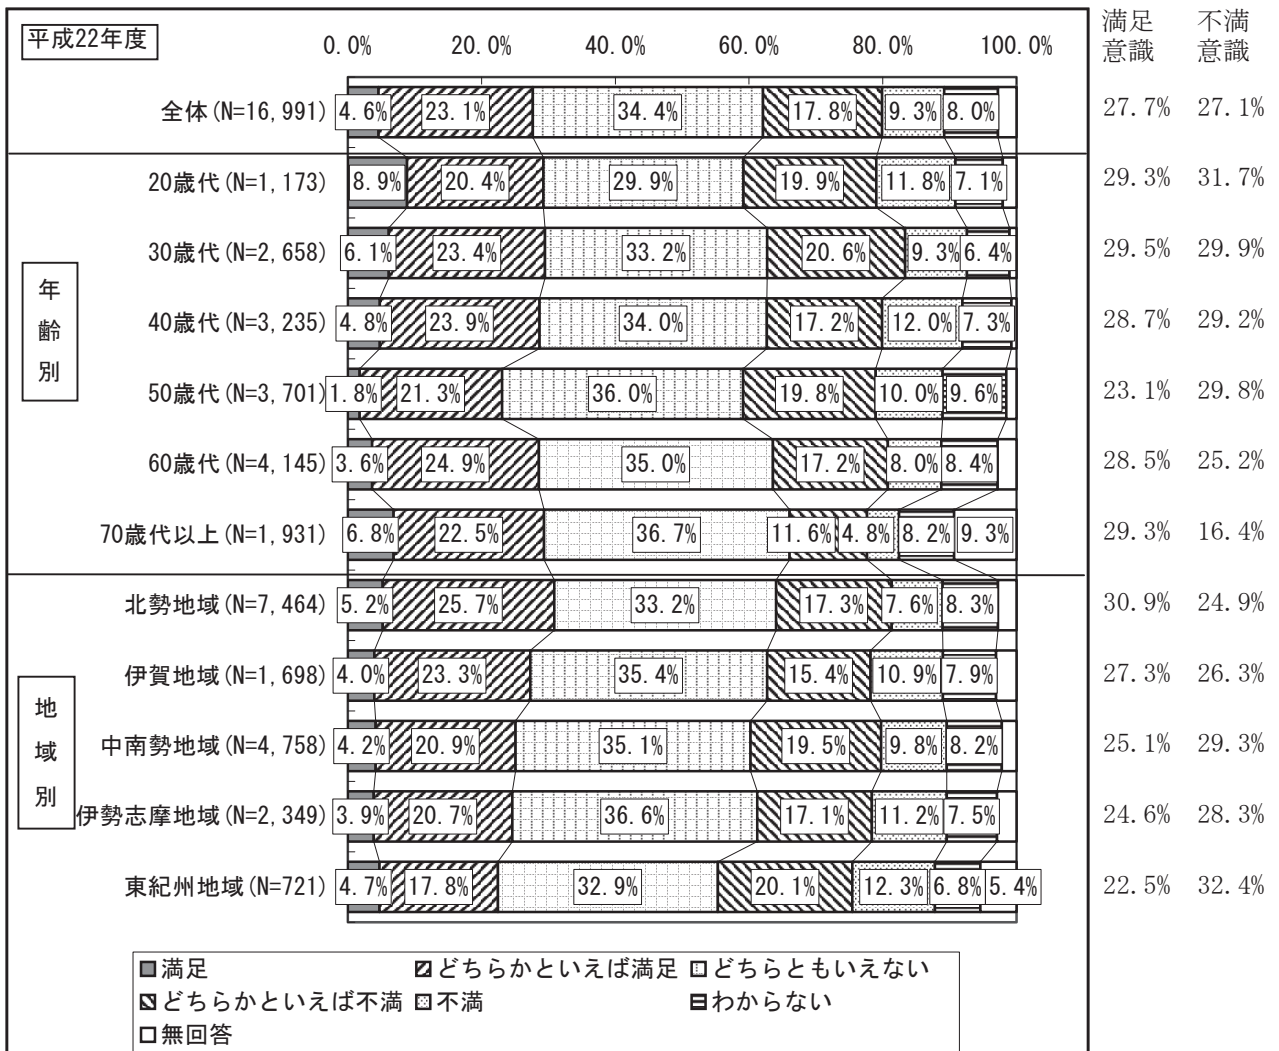 平成22年度
0.0% 20.0% 40.0% 60.0% 80.0% 100.0%
満足 不満
意識 意識
全体(N=16,991) 4.6% 23.1% 34.4% 17.8% 9.3% 8.0% 27.7% 27.1%
年齢別
20歳代(N=1,173) 8.9% 20.4% 29.9% 19.9% 11.8% 7.1% 29.3% 31.7%
30歳代(N=2,658) 6.1% 23.4% 33.2% 20.6% 9.3% 6.4% 29.5% 29.9%
40歳代(N=3,235) 4.8% 23.9% 34.0% 17.2% 12.0% 7.3% 28.7% 29.2%
50歳代(N=3,701) 1.8% 21.3% 36.0% 19.8% 10.0% 9.6% 23.1% 29.8%
60歳代(N=4,145) 3.6% 24.9% 35.0% 17.2% 8.0% 8.4% 28.5% 25.2%
70歳代以上(N=1,931) 6.8% 22.5% 36.7% 11.6% 4.8% 8.2% 9.3% 29.3% 16.4%
地域別
北勢地域(N=7,464) 5.2% 25.7% 33.2% 17.3% 7.6% 8.3% 30.9% 24.9%
伊賀地域(N=1,698) 4.0% 23.3% 35.4% 15.4% 10.9% 7.9% 27.3% 26.3%
中南勢地域(N=4,758) 4.2% 20.9% 35.1% 19.5% 9.8% 8.2% 25.1% 29.3%
伊勢志摩地域(N=2,349) 3.9% 20.7% 36.6% 17.1% 11.2% 7.5% 24.6% 28.3%
東紀州地域(N=721) 4.7% 17.8% 32.9% 20.1% 12.3% 6.8% 5.4% 22.5% 32.4%
満足 どちらかといえば満足 どちらともいえない
どちらかといえば不満 不満 わからない
無回答